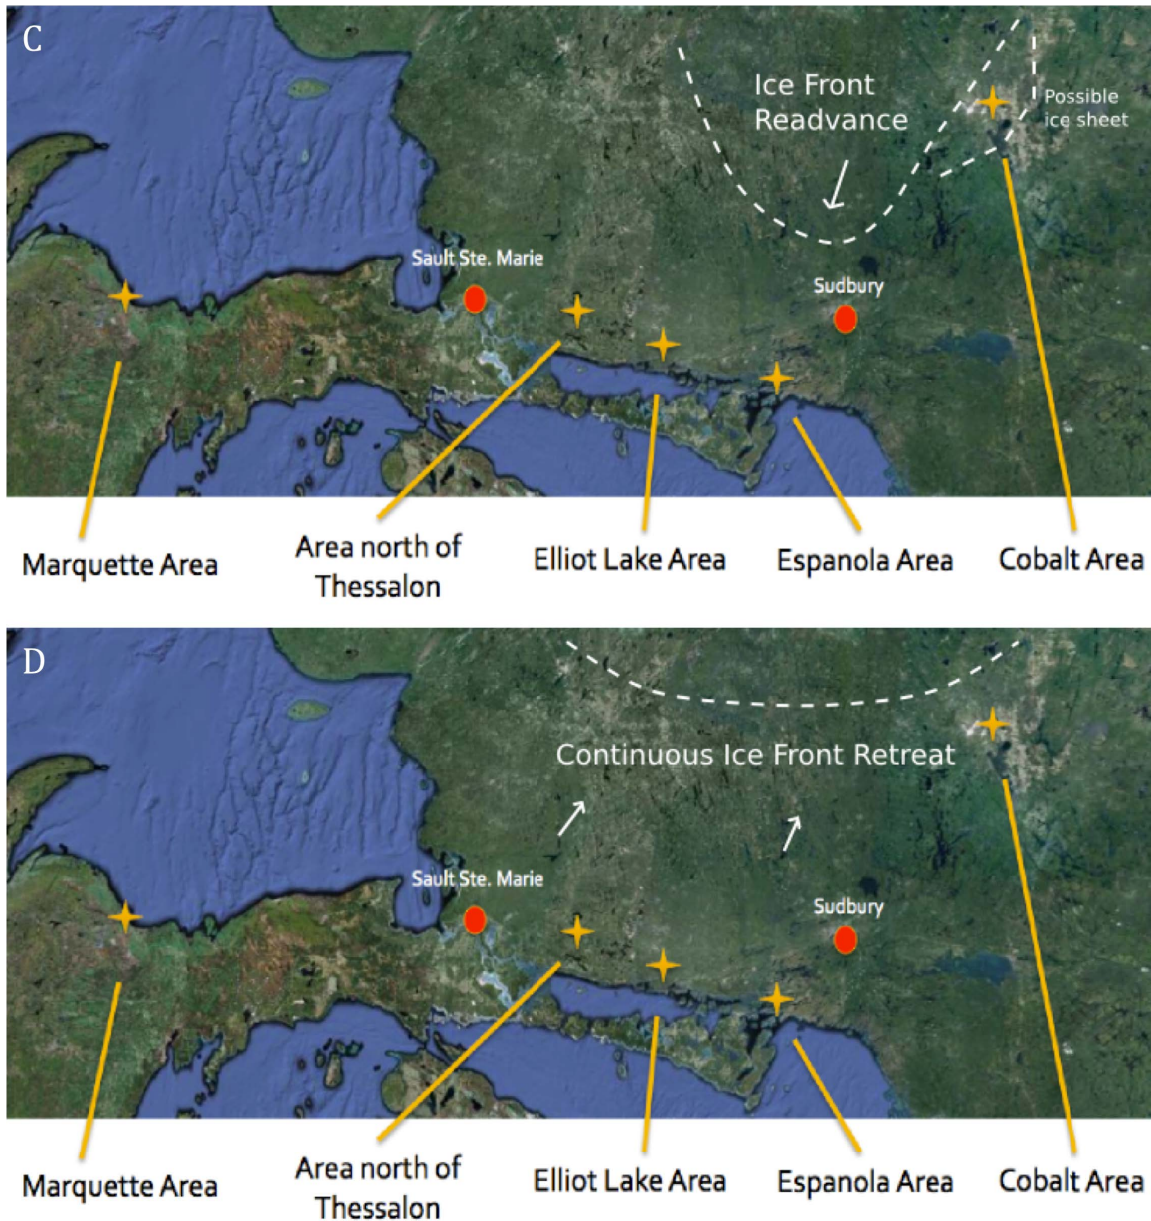 C
Ice Front
Readvance
Possible
ice sheet
Sault Ste. Marie
Sudbury
Marquette Area
Area north of
Thessalon
Elliot Lake Area
Espanola Area
Cobalt Area
D
Continuous Ice Front Retreat
Sault Ste. Marie
Sudbury
Marquette Area
Area north of
Thessalon
Elliot Lake Area
Espanola Area
Cobalt Area